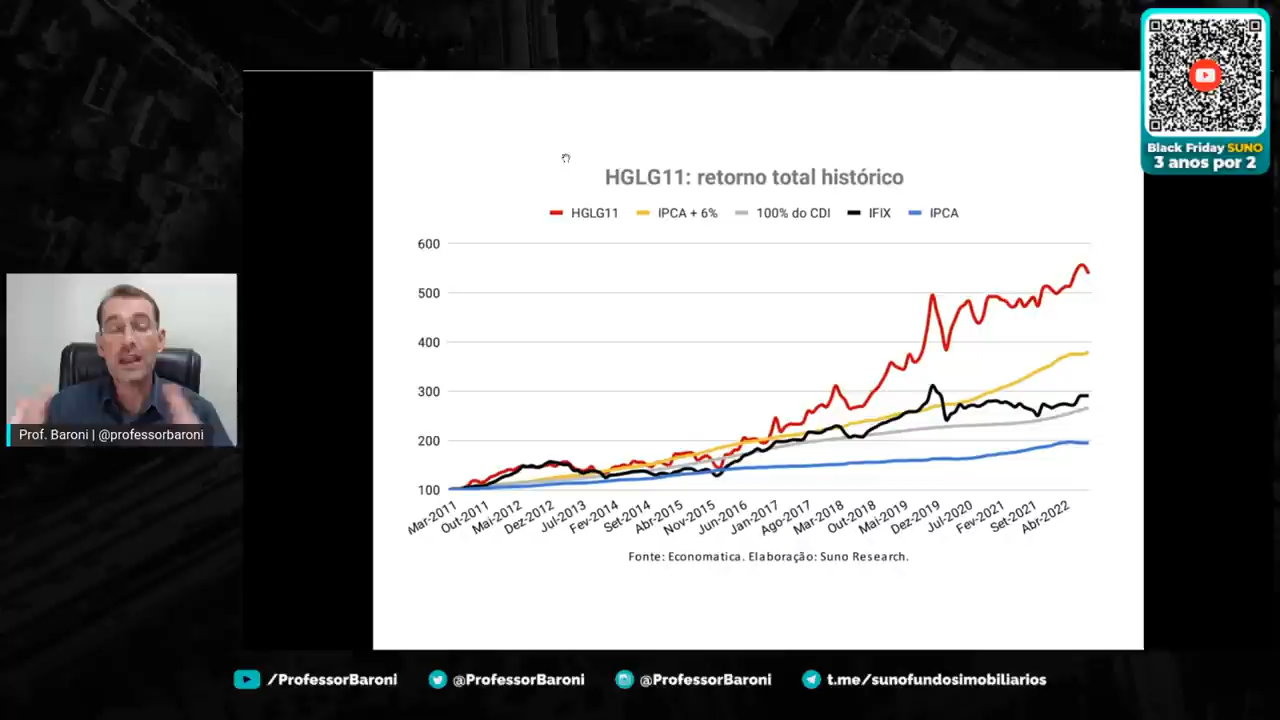 Black Friday SUNO
3 anos por 2
HGLG11: retorno total histórico
HGLG11 IPCA + 6% 100% do CDI IFIX IPCA
600
500
400
300
200
100
Mar-2011 Out-2011 Mai-2012 Dez-2012 Jul-2013 Fev-2014 Set-2014 Abr-2015 Nov-2015 Jun-2016 Jan-2017 Ago-2017 Mar-2018 Out-2018 Mai-2019 Dez-2019 Jul-2020 Fev-2021 Set-2021 Abr-2022
Fonte: Economatica. Elaboração: Suno Research.
Prof. Baroni | @professorbaroni
/ProfessorBaroni @ProfessorBaroni @ProfessorBaroni t.me/sunofundosimobiliarios